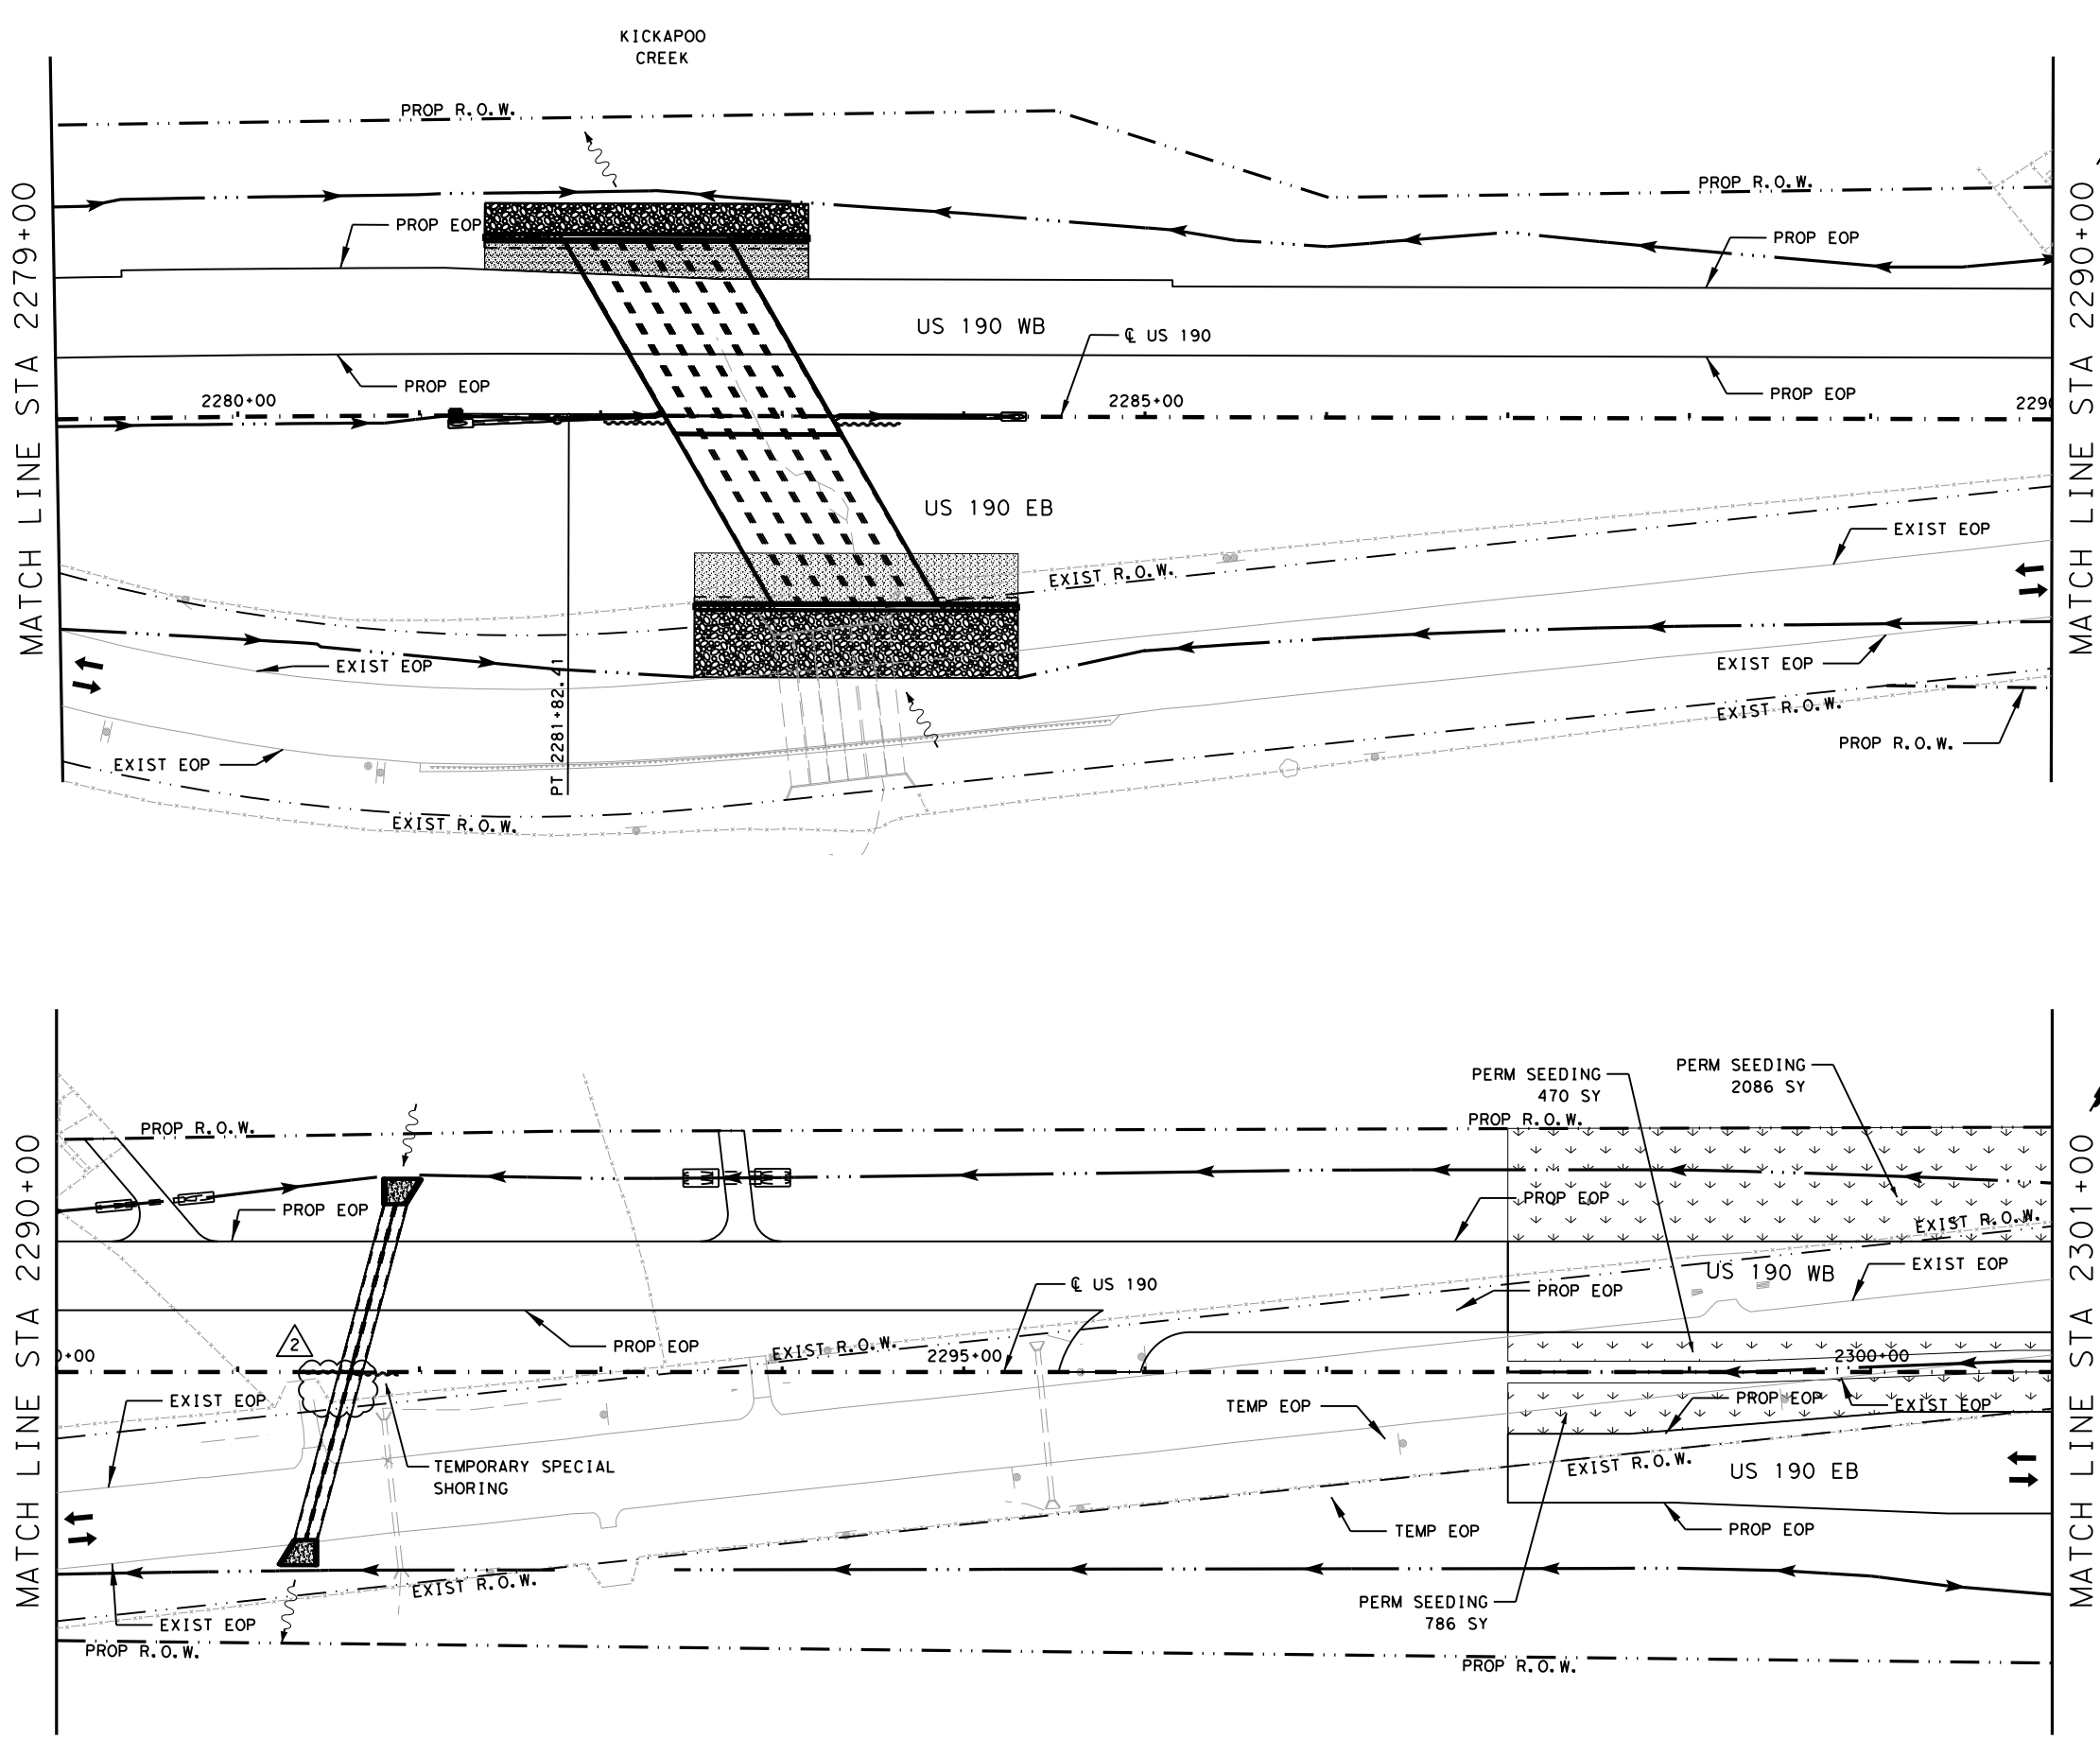 KICKAPOO
CREEK
PROP R.O.W.
PROP R.O.W.
PROP EOP
PROP EOP
US 190 WB
℄ US 190
PROP EOP
PROP EOP
2280+00
2285+00
229
US 190 EB
EXIST EOP
EXIST R.O.W.
EXIST EOP
EXIST EOP
EXIST R.O.W.
PROP R.O.W.
EXIST EOP
PT 2281+82.41
EXIST R.O.W.
MATCH LINE STA 2279+00
MATCH LINE STA 2290+00
PERM SEEDING
2086 SY
PERM SEEDING
470 SY
PROP R.O.W.
PROP R.O.W.
PROP EOP
PROP EOP
EXIST R.O.W.
EXIST EOP
US 190 WB
℄ US 190
PROP EOP
2
PROP EOP
EXIST R.O.W.
0+00
2295+00
2300+00
EXIST EOP
TEMP EOP
PROP EOP
EXIST EOP
TEMPORARY SPECIAL
SHORING
EXIST R.O.W.
US 190 EB
TEMP EOP
PROP EOP
EXIST R.O.W.
PERM SEEDING
786 SY
EXIST EOP
PROP R.O.W.
PROP R.O.W.
MATCH LINE STA 2290+00
MATCH LINE STA 2301+00